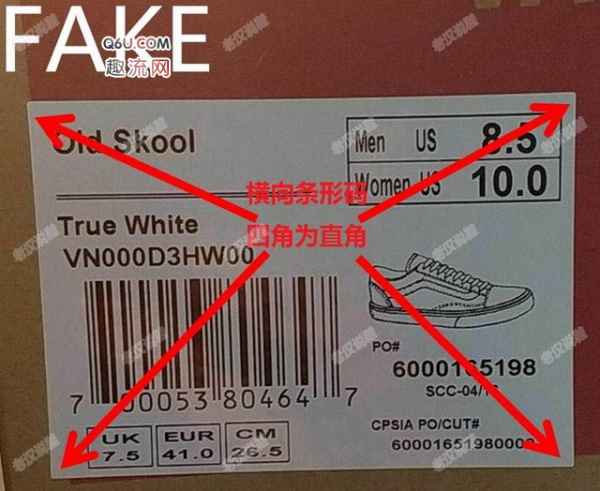 FAKE
Q6U.COM
趣流网
Old Skool
Men US 8.5
Women US 10.0
横向条形码
四角为直角
True White
VN000D3HW00
PO#
6000165198
7 00053 80464 7
CPSIA PO/CUT#
UK EUR CM
7.5 41.0 26.5